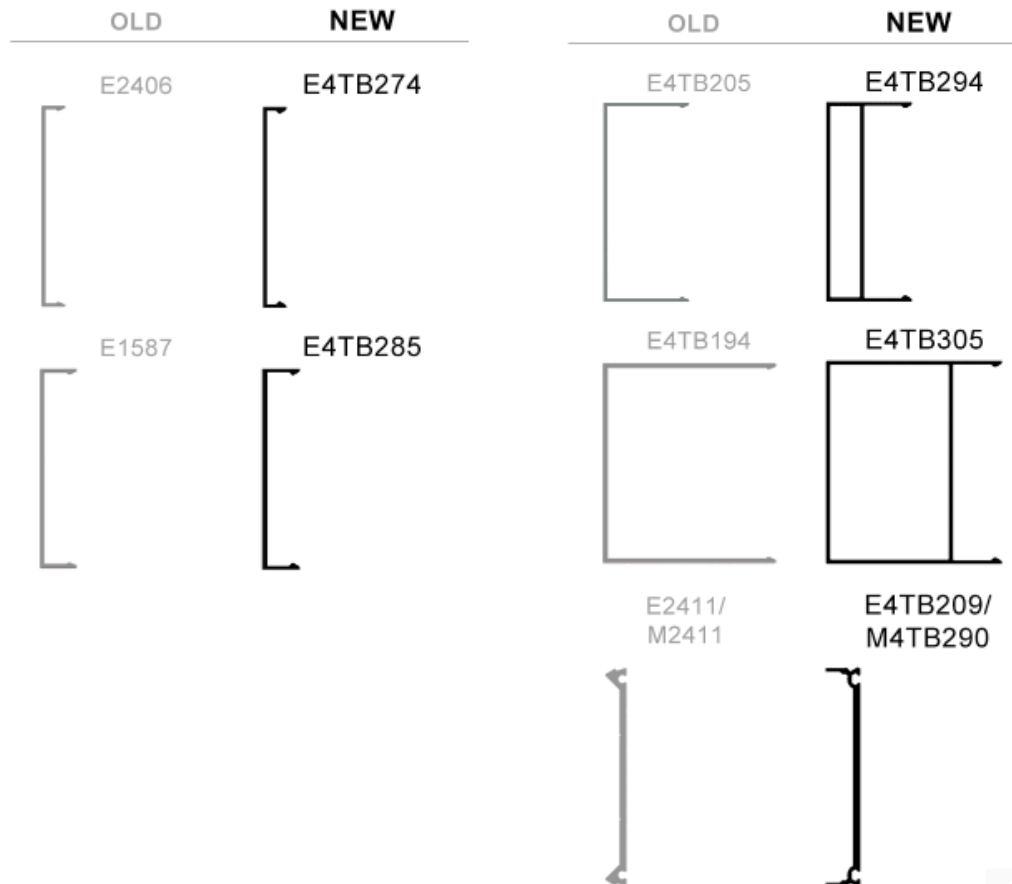 OLD NEW
E2406 E4TB274
E1587 E4TB285
OLD NEW
E4TB205 E4TB294
E4TB194 E4TB305
E2411/ E4TB209/
M2411 M4TB290